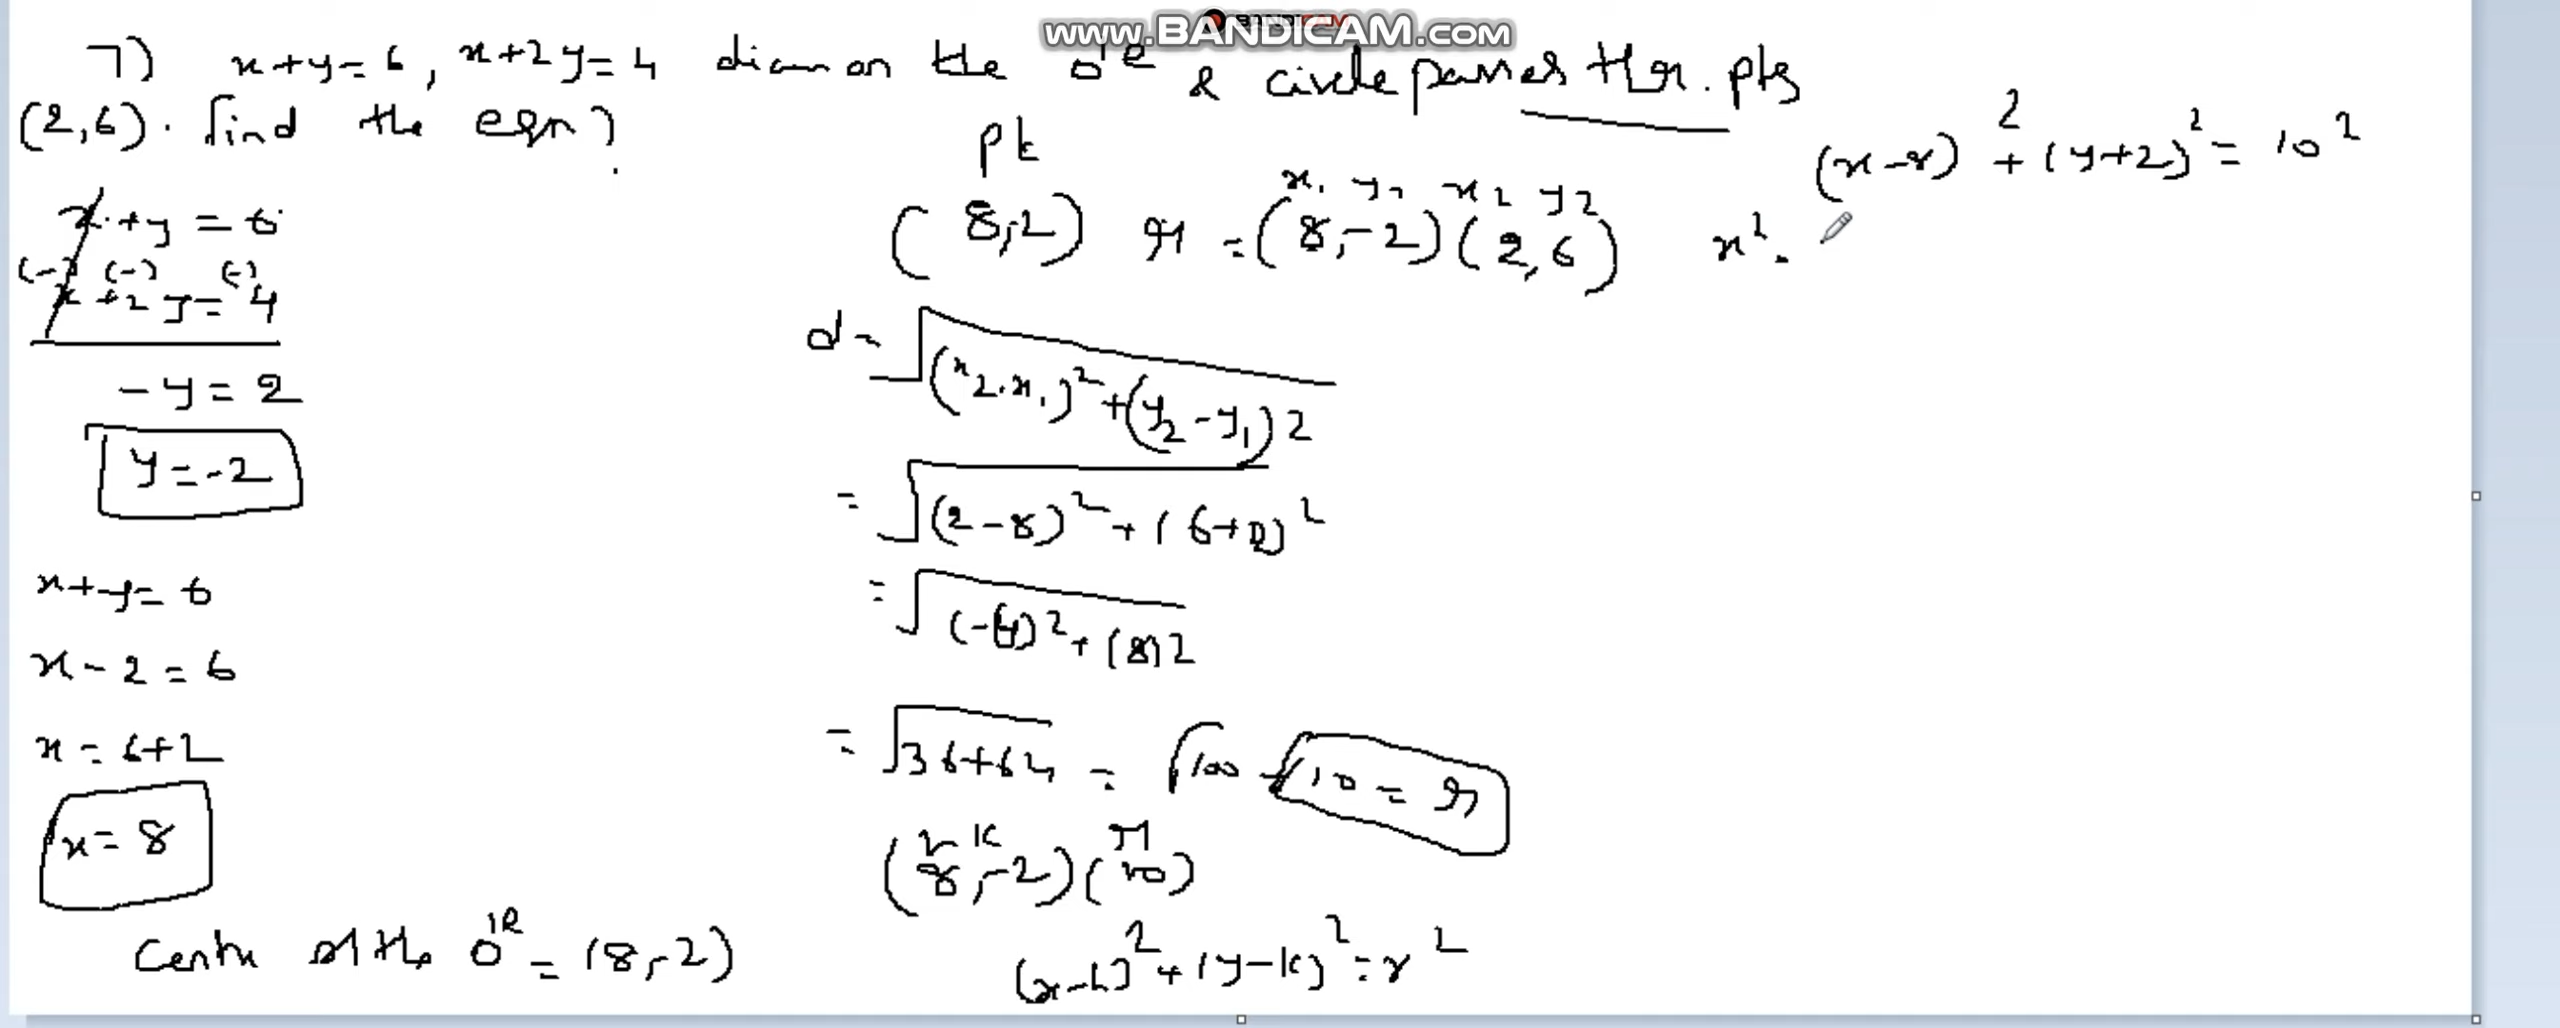 www.BANDICAM.com
7) x+y=6, x+2y=4 diam on the & circle passes thr. pts
(2,6). find the eqn?
x+y=6
(-) (-) (-)
x+2y=4
-y=2
y=-2
x+y=6
x-2=6
x=6+2
x=8
Centre of the = (8,-2)
pt
(8,-2) r = (8,-2)(2,6)
x1 y1 x2 y2
d=√(x2-x1)²+(y2-y1)2
=√(2-8)²+(6+2)²
=√(-6)²+(8)2
=√36+64 = √100 = 10 = r
h k r
(8,-2)(10)
(x-h)²+(y-k)²=r²
(x-8)²+(y+2)²=10²
x²-